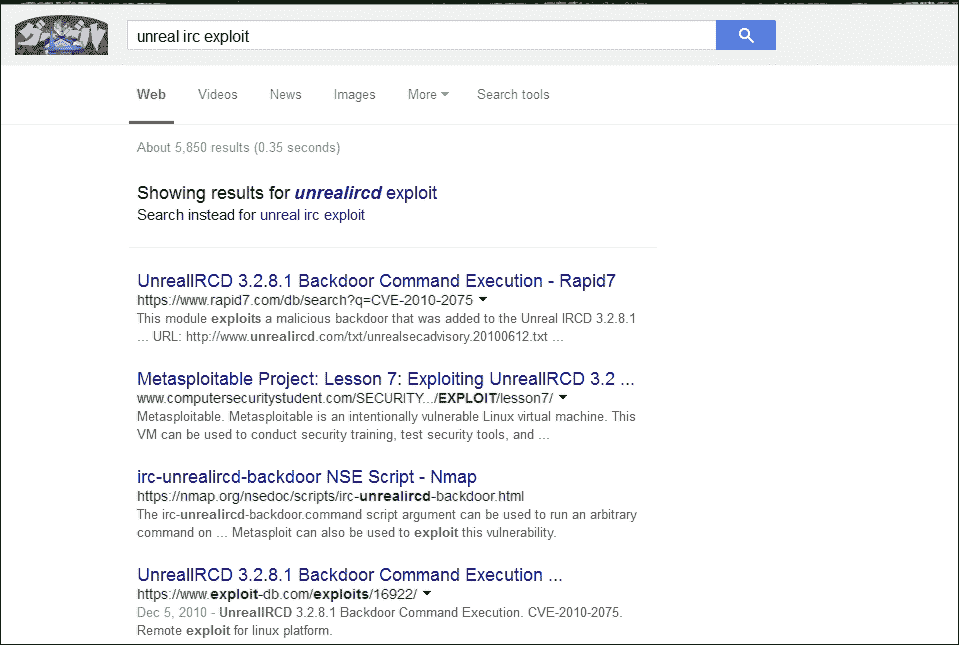 unreal irc exploit
Web Videos News Images More Search tools
About 5,850 results (0.35 seconds)
Showing results for unrealircd exploit
Search instead for unreal irc exploit
UnrealIRCD 3.2.8.1 Backdoor Command Execution - Rapid7
https://www.rapid7.com/db/search?q=CVE-2010-2075
This module exploits a malicious backdoor that was added to the Unreal IRCD 3.2.8.1
... URL: http://www.unrealircd.com/txt/unrealsecadvisory.20100612.txt ...
Metasploitable Project: Lesson 7: Exploiting UnrealIRCD 3.2 ...
www.computersecuritystudent.com/SECURITY.../EXPLOIT/lesson7/
Metasploitable. Metasploitable is an intentionally vulnerable Linux virtual machine. This
VM can be used to conduct security training, test security tools, and ...
irc-unrealircd-backdoor NSE Script - Nmap
https://nmap.org/nsedoc/scripts/irc-unrealircd-backdoor.html
The irc-unrealircd-backdoor.command script argument can be used to run an arbitrary
command on ... Metasploit can also be used to exploit this vulnerability.
UnrealIRCD 3.2.8.1 Backdoor Command Execution ...
https://www.exploit-db.com/exploits/16922/
Dec 5, 2010 - UnrealIRCD 3.2.8.1 Backdoor Command Execution. CVE-2010-2075.
Remote exploit for linux platform.